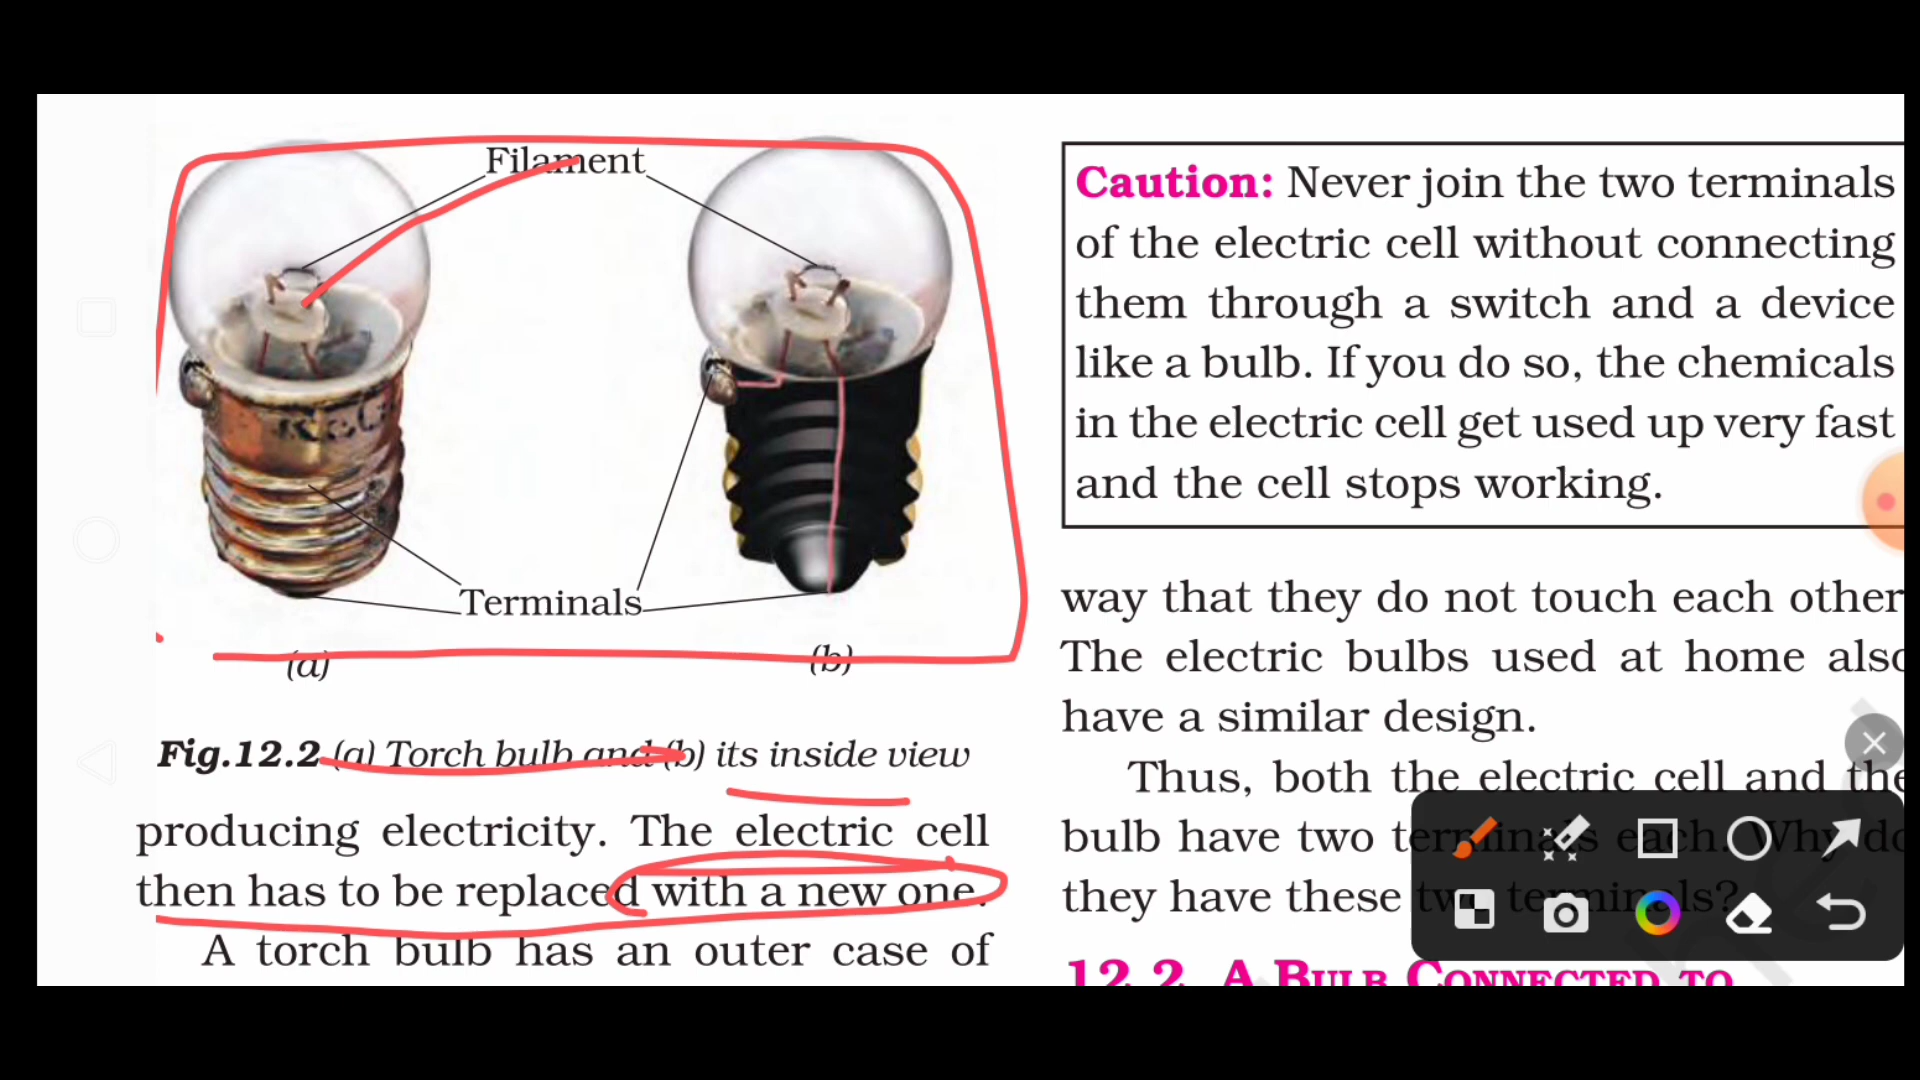 Filament
Terminals
(a)
(b)
Fig.12.2 (a) Torch bulb and (b) its inside view
producing electricity. The electric cell
then has to be replaced with a new one.
A torch bulb has an outer case of
Caution: Never join the two terminals
of the electric cell without connecting
them through a switch and a device
like a bulb. If you do so, the chemicals
in the electric cell get used up very fast
and the cell stops working.
way that they do not touch each other
The electric bulbs used at home also
have a similar design.
Thus, both the electric cell and the
bulb have two terminals each. Why do
they have these two terminals?
12.2 A BULB CONNECTED TO